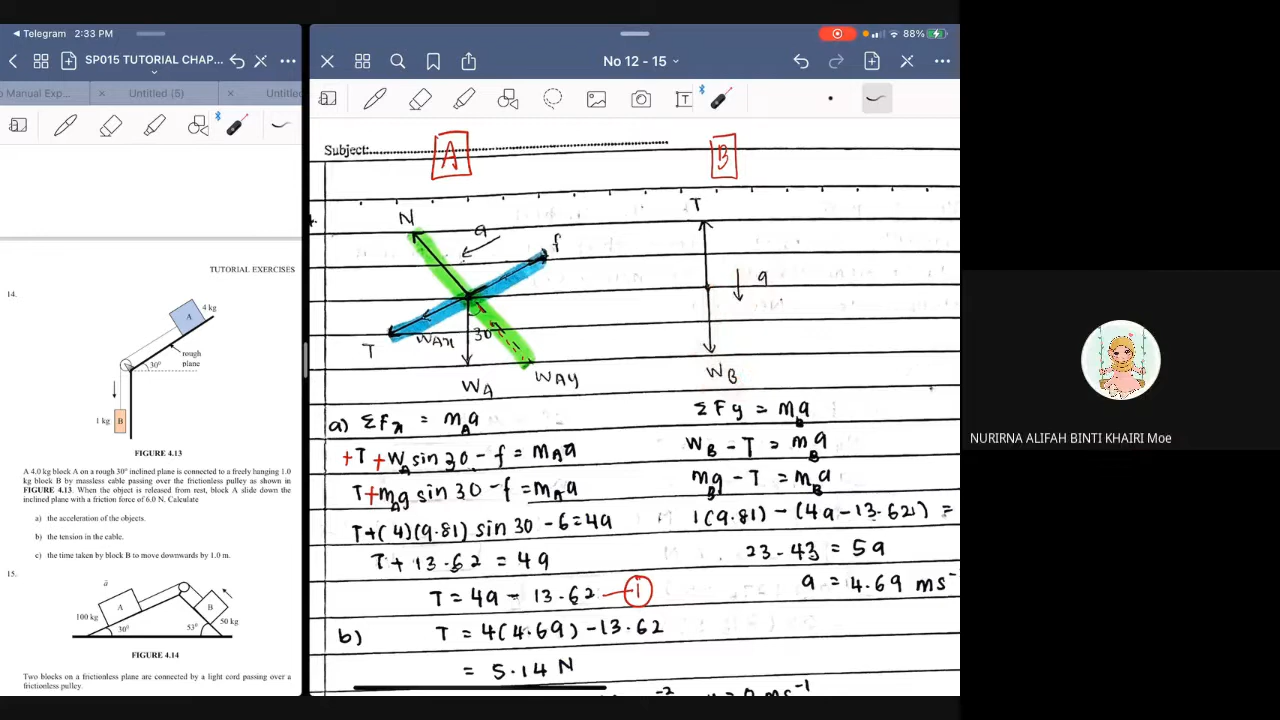 Telegram 2:33 PM
88%
SP015 TUTORIAL CHAP...
No 12 - 15
Manual Exp...
Untitled (5)
Untitled
TUTORIAL EXERCISES
14.
4 kg
A
rough
plane
30°
1 kg
B
FIGURE 4.13
A 4.0 kg block A on a rough 30° inclined plane is connected to a freely hanging 1.0
kg block B by massless cable passing over the frictionless pulley as shown in
FIGURE 4.13. When the object is released from rest, block A slide down the
inclined plane with a friction force of 6.0 N. Calculate
a) the acceleration of the objects.
b) the tension in the cable.
c) the time taken by block B to move downwards by 1.0 m.
15.
a
A
B
100 kg
50 kg
30°
53°
FIGURE 4.14
Two blocks on a frictionless plane are connected by a light cord passing over a
frictionless pulley.
Subject:
A
B
N
a
f
T
WAx
30
WA
WAy
T
a
WB
a) ΣFx = mAa
+T +WA sin 30 - f = mAa
T + mAg sin 30 - f = mAa
T + (4)(9.81) sin 30 - 6 = 4a
T + 13.62 = 4a
T = 4a - 13.62 — 1
b) T = 4(4.69) - 13.62
= 5.14 N
ΣFy = mBa
WB - T = mBa
mBg - T = mBa
1(9.81) - (4a - 13.62) =
23.43 = 5a
a = 4.69 ms-
NURIRNA ALIFAH BINTI KHAIRI Moe